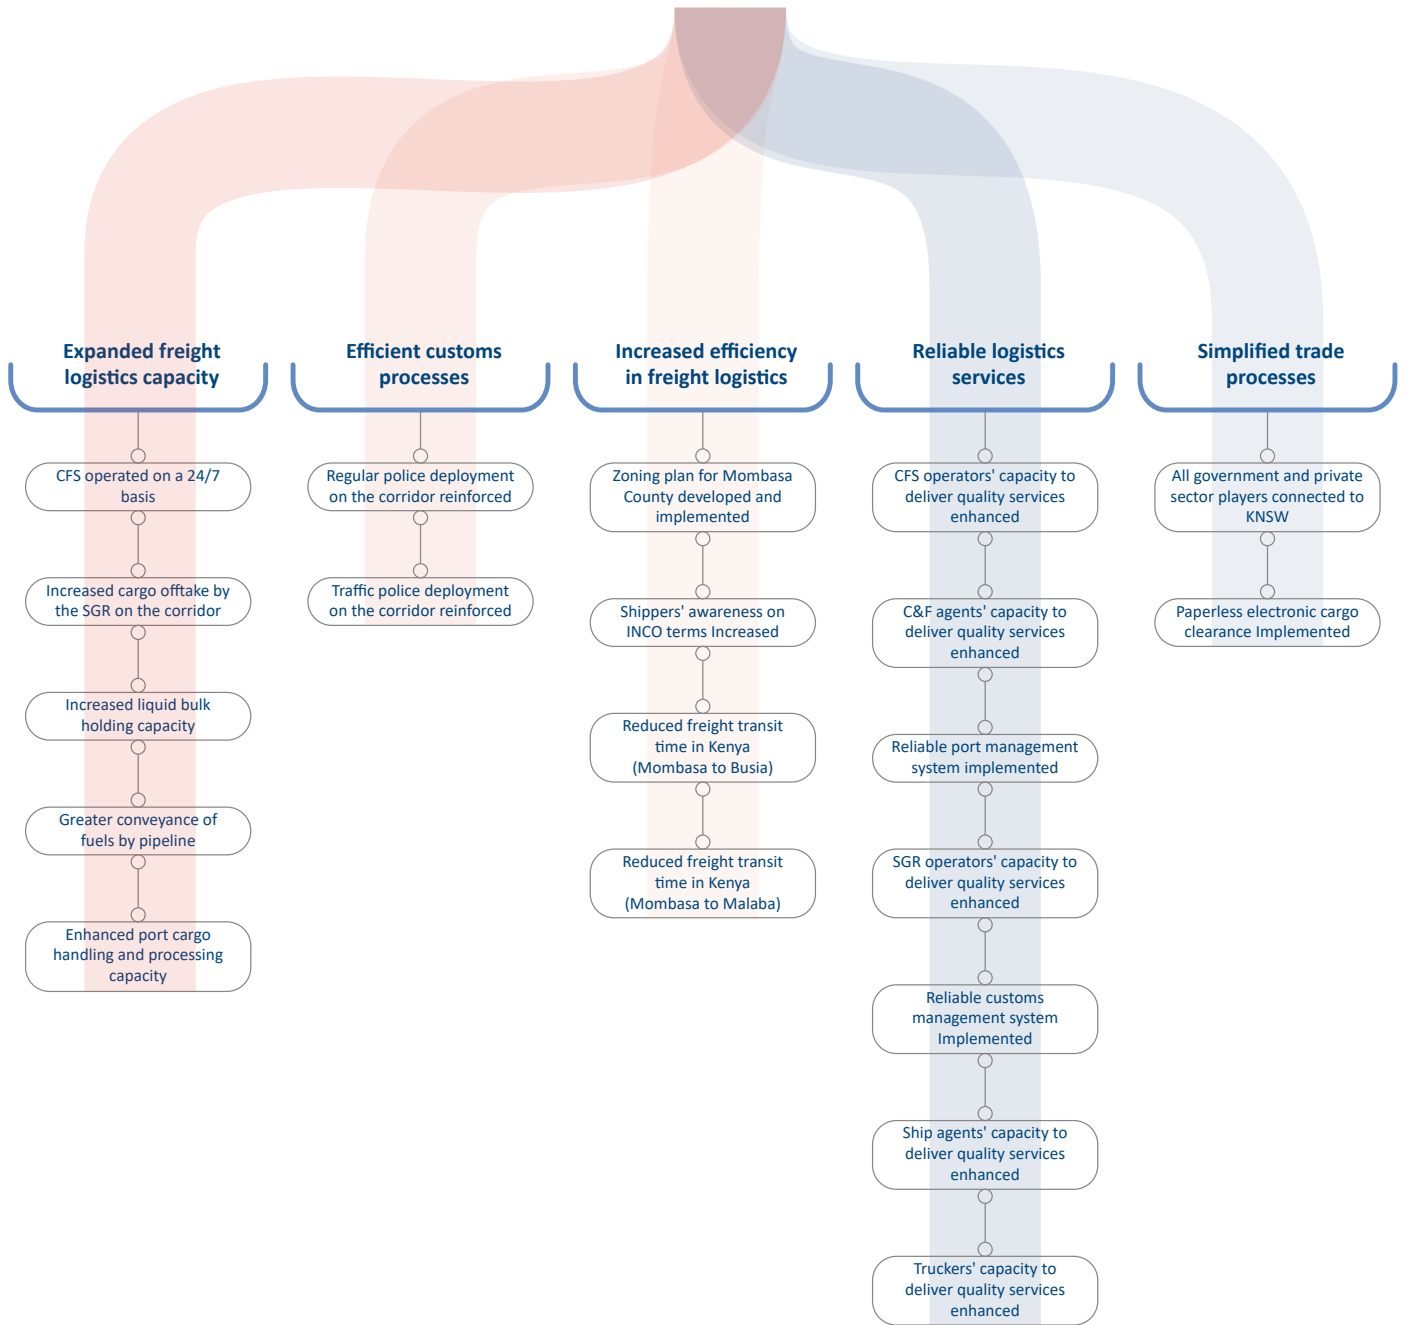 Expanded freight
logistics capacity
CFS operated on a 24/7
basis
Increased cargo offtake by
the SGR on the corridor
Increased liquid bulk
holding capacity
Greater conveyance of
fuels by pipeline
Enhanced port cargo
handling and processing
capacity
Efficient customs
processes
Regular police deployment
on the corridor reinforced
Traffic police deployment
on the corridor reinforced
Increased efficiency
in freight logistics
Zoning plan for Mombasa
County developed and
implemented
Shippers' awareness on
INCO terms Increased
Reduced freight transit
time in Kenya
(Mombasa to Busia)
Reduced freight transit
time in Kenya
(Mombasa to Malaba)
Reliable logistics
services
CFS operators' capacity to
deliver quality services
enhanced
C&F agents' capacity to
deliver quality services
enhanced
Reliable port management
system implemented
SGR operators' capacity to
deliver quality services
enhanced
Reliable customs
management system
Implemented
Ship agents' capacity to
deliver quality services
enhanced
Truckers' capacity to
deliver quality services
enhanced
Simplified trade
processes
All government and private
sector players connected to
KNSW
Paperless electronic cargo
clearance Implemented